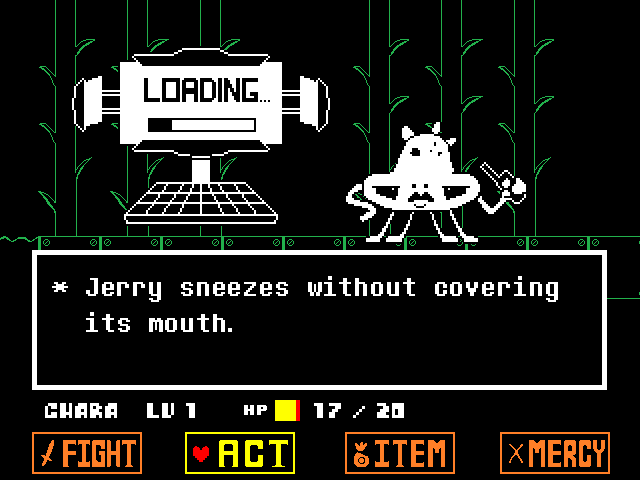 LOADING...
* Jerry sneezes without covering
its mouth.
CHARA LV 1 HP 17 / 20
FIGHT ACT ITEM MERCY